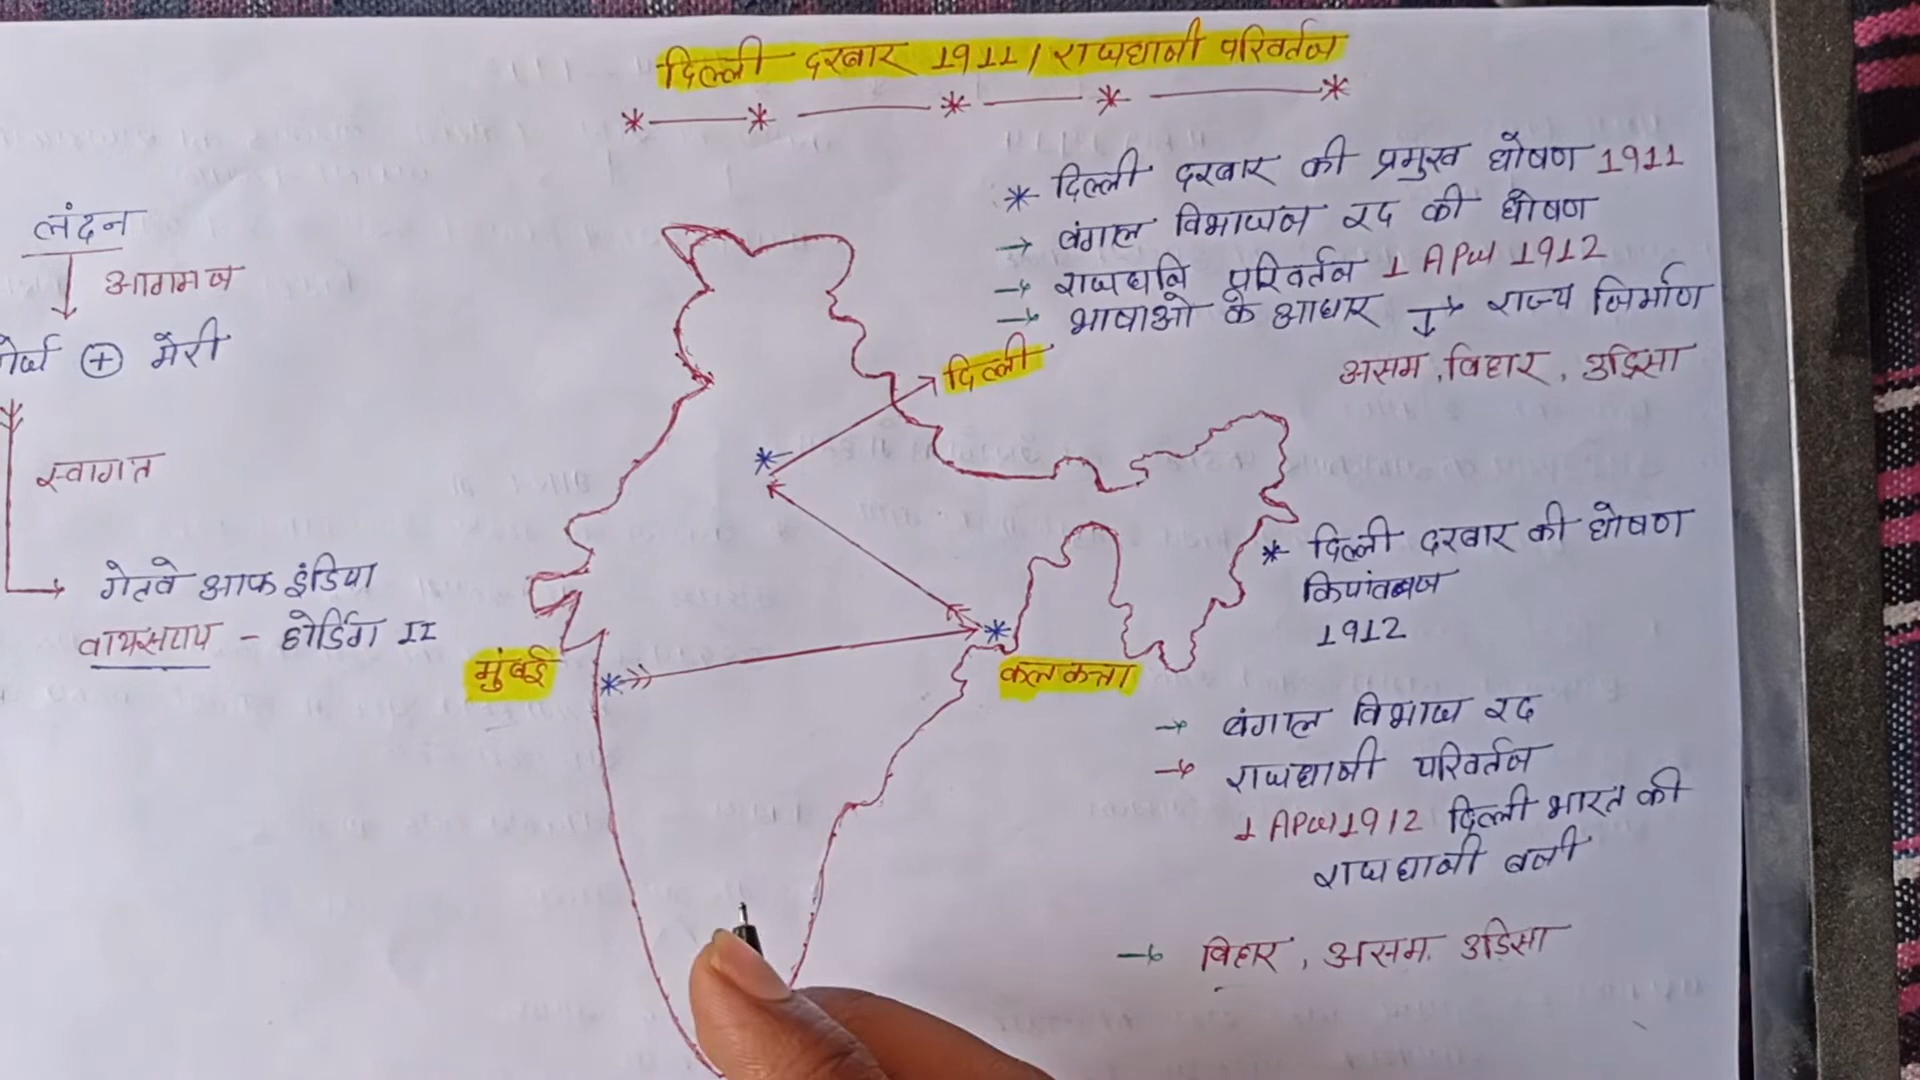 दिल्ली दरबार 1911 / राजधानी परिवर्तन
लंदन
आगमन
जॉर्ज + मैरी
स्वागत
गेतवे आफ इंडिया
वायसराय - होर्डिंग II
मुंबई
दिल्ली
कलकत्ता
* दिल्ली दरबार की प्रमुख घोषण 1911
→ बंगाल विभाजन रद की घोषण
→ राजधानि परिवर्तन 1 April 1912
→ भाषाओ के आधार → राज्य निर्माण
असम, बिहार, उड़िसा
* दिल्ली दरबार की घोषण
1912
→ बंगाल विभाजन रद
→ राजधानी परिवर्तन
1 April 1912 दिल्ली भारत की
राजधानी बनी
→ बिहार, असम, उड़िसा